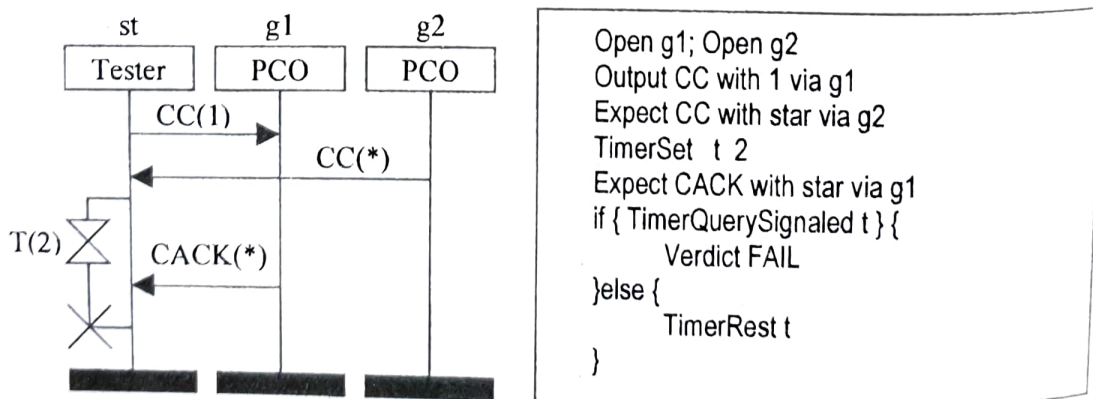 st g1 g2
Tester PCO PCO
CC(1)
CC(*)
T(2)
CACK(*)
Open g1; Open g2
Output CC with 1 via g1
Expect CC with star via g2
TimerSet t 2
Expect CACK with star via g1
if { TimerQuerySignaled t } {
Verdict FAIL
}else {
TimerRest t
}